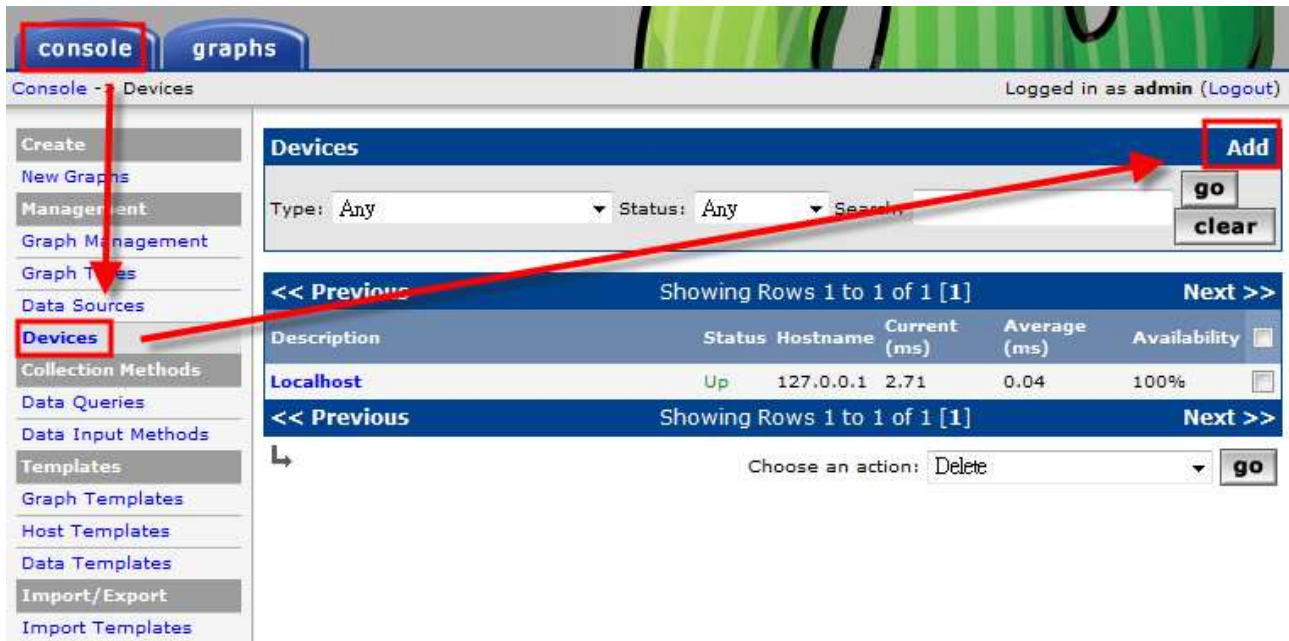 console graphs
Console -> Devices
Logged in as admin (Logout)
Create
New Graphs
Management
Graph Management
Graph Trees
Data Sources
Devices
Collection Methods
Data Queries
Data Input Methods
Templates
Graph Templates
Host Templates
Data Templates
Import/Export
Import Templates
Devices Add
Type: Any Status: Any Search: go
clear
<< Previous Showing Rows 1 to 1 of 1 [1] Next >>
Description Status Hostname Current (ms) Average (ms) Availability
Localhost Up 127.0.0.1 2.71 0.04 100%
<< Previous Showing Rows 1 to 1 of 1 [1] Next >>
Choose an action: Delete go